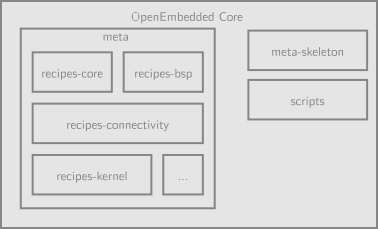 OpenEmbedded Core
meta
meta-skeleton
recipes-core
recipes-bsp
scripts
recipes-connectivity
recipes-kernel
...